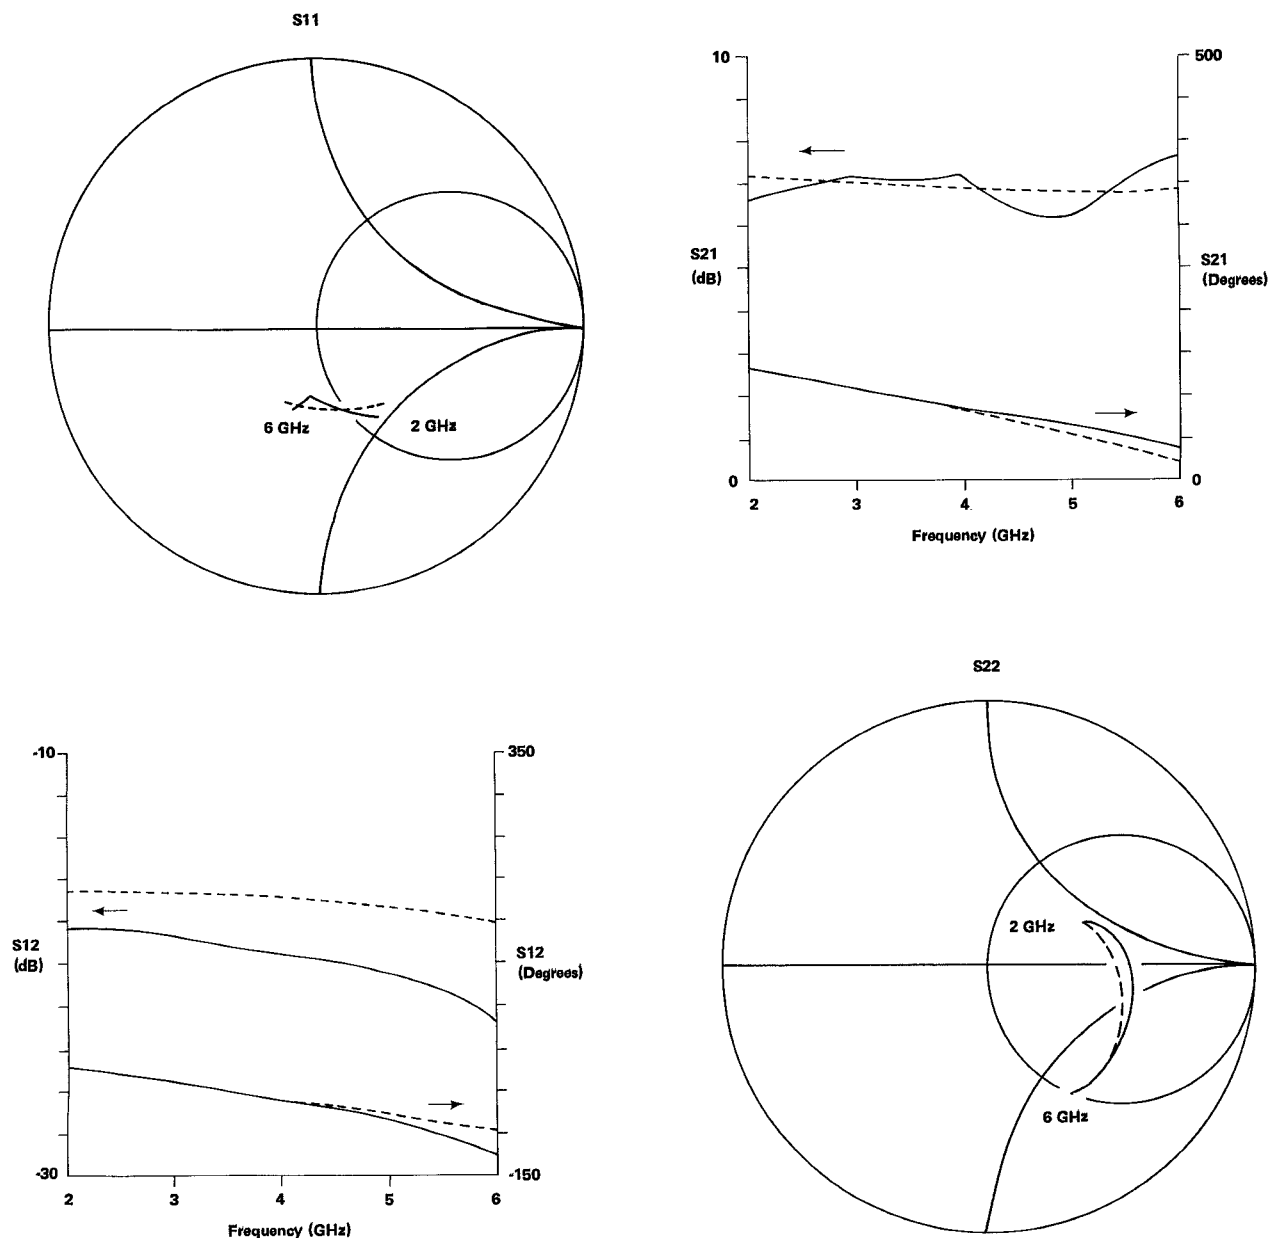 S11
6 GHz
2 GHz
10
500
S21
(dB)
S21
(Degrees)
0
0
2
3
4
5
6
Frequency (GHz)
-10
350
S12
(dB)
S12
(Degrees)
-30
-150
2
3
4
5
6
Frequency (GHz)
S22
2 GHz
6 GHz